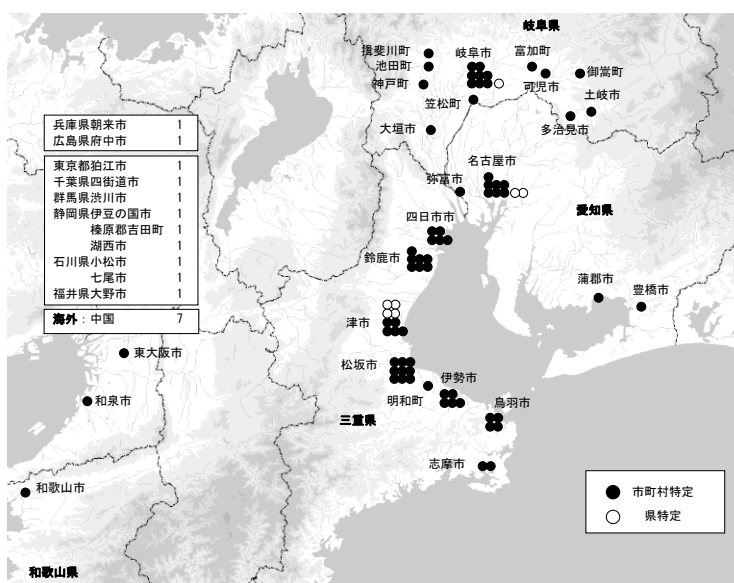 岐阜県
揖斐川町
池田町
神戸町
岐阜市
富加町
可児市
御嵩町
土岐市
多治見市
笠松町
大垣市
兵庫県朝来市 1
広島県府中市 1
東京都狛江市 1
千葉県四街道市 1
群馬県渋川市 1
静岡県伊豆の国市 1
榛原郡吉田町 1
湖西市 1
石川県小松市 1
七尾市 1
福井県大野市 1
海外:中国 7
名古屋市
弥富市
愛知県
四日市市
鈴鹿市
蒲郡市
豊橋市
津市
東大阪市
松坂市
伊勢市
明和町
和泉市
鳥羽市
三重県
志摩市
和歌山市
和歌山県
● 市町村特定
○ 県特定